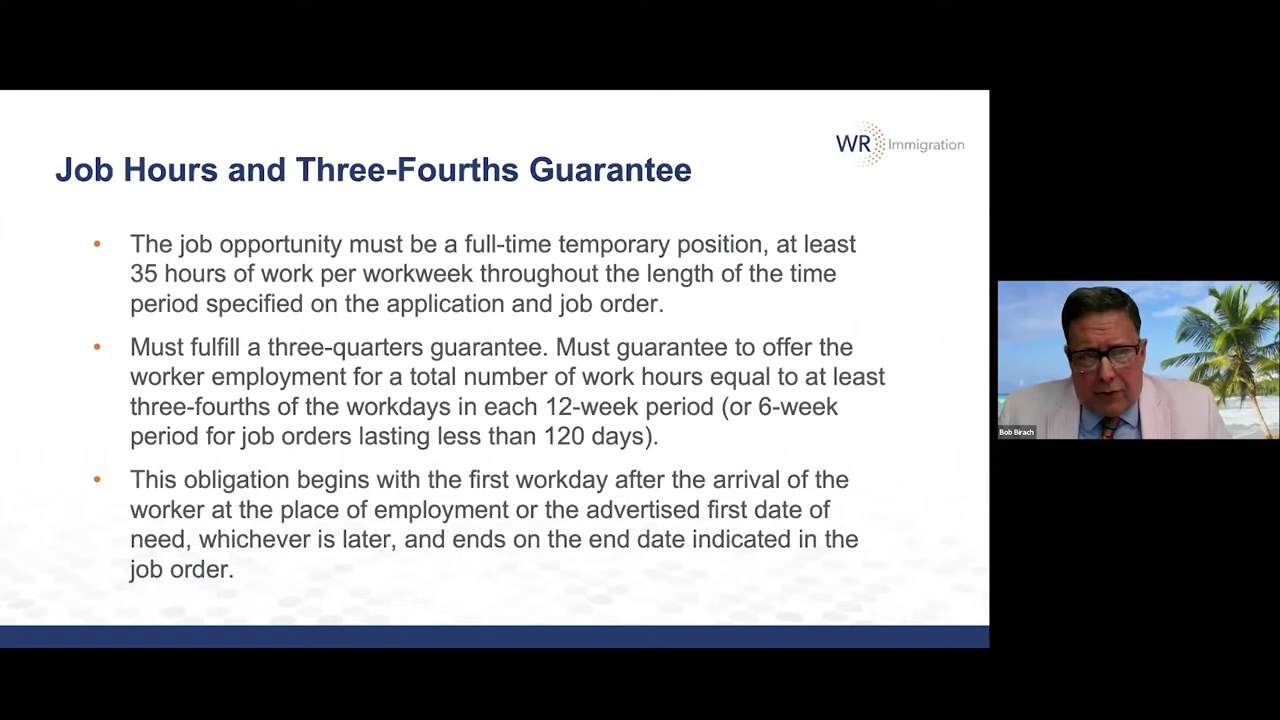 WR Immigration
Job Hours and Three-Fourths Guarantee
• The job opportunity must be a full-time temporary position, at least
35 hours of work per workweek throughout the length of the time
period specified on the application and job order.
• Must fulfill a three-quarters guarantee. Must guarantee to offer the
worker employment for a total number of work hours equal to at least
three-fourths of the workdays in each 12-week period (or 6-week
period for job orders lasting less than 120 days).
• This obligation begins with the first workday after the arrival of the
worker at the place of employment or the advertised first date of
need, whichever is later, and ends on the end date indicated in the
job order.
Bob Birach